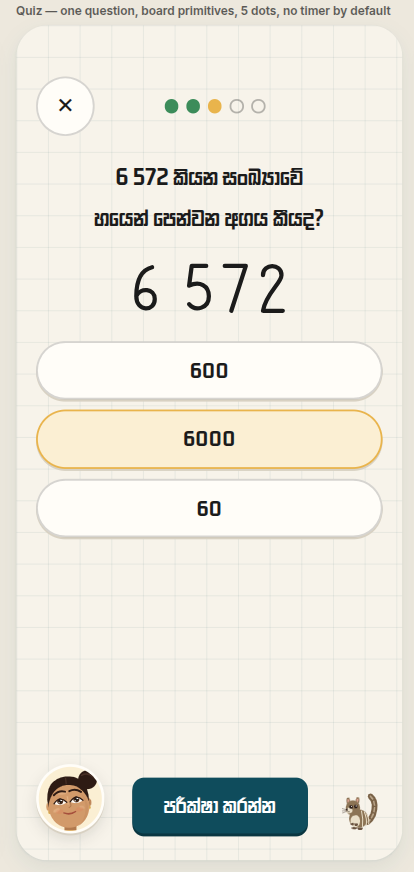 Quiz — one question, board primitives, 5 dots, no timer by default
✕
6 572 කියන සංඛ්‍යාවේ
හයෙන් පෙන්වන අගය කීයද?
6 572
600
6000
60
පරීක්ෂා කරන්න